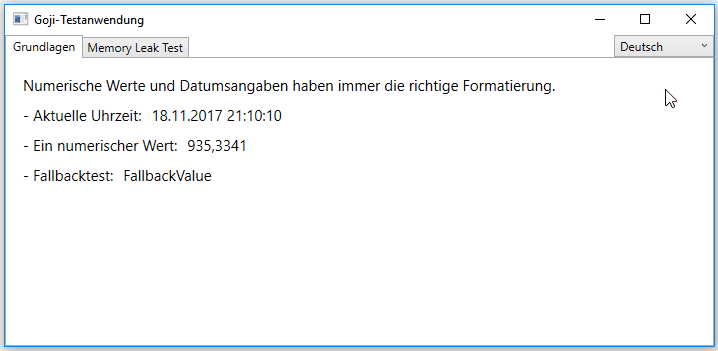 Goji-Testanwendung
Grundlagen Memory Leak Test Deutsch
Numerische Werte und Datumsangaben haben immer die richtige Formatierung.
- Aktuelle Uhrzeit: 18.11.2017 21:10:10
- Ein numerischer Wert: 935,3341
- Fallbacktest: FallbackValue